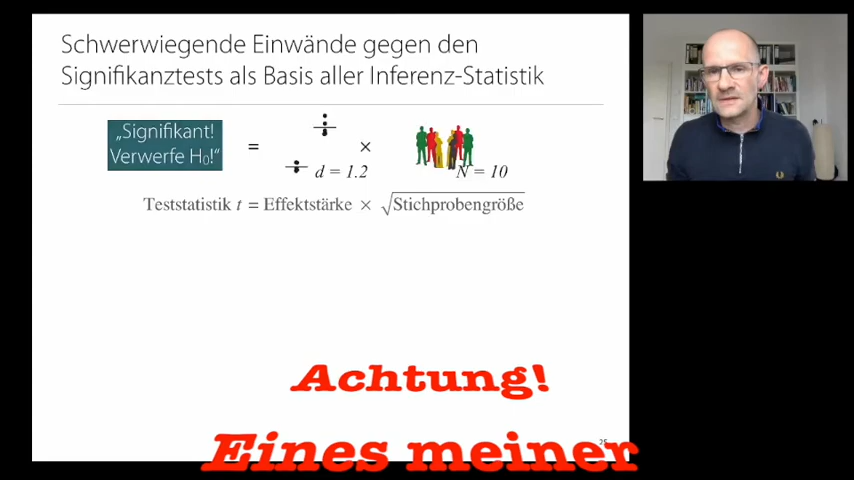 Schwerwiegende Einwände gegen den
Signifikanztests als Basis aller Inferenz-Statistik
„Signifikant!
Verwerfe H₀!“
=
×
d = 1.2
N = 10
Teststatistik t = Effektstärke × √Stichprobengröße
Achtung!
Eines meiner